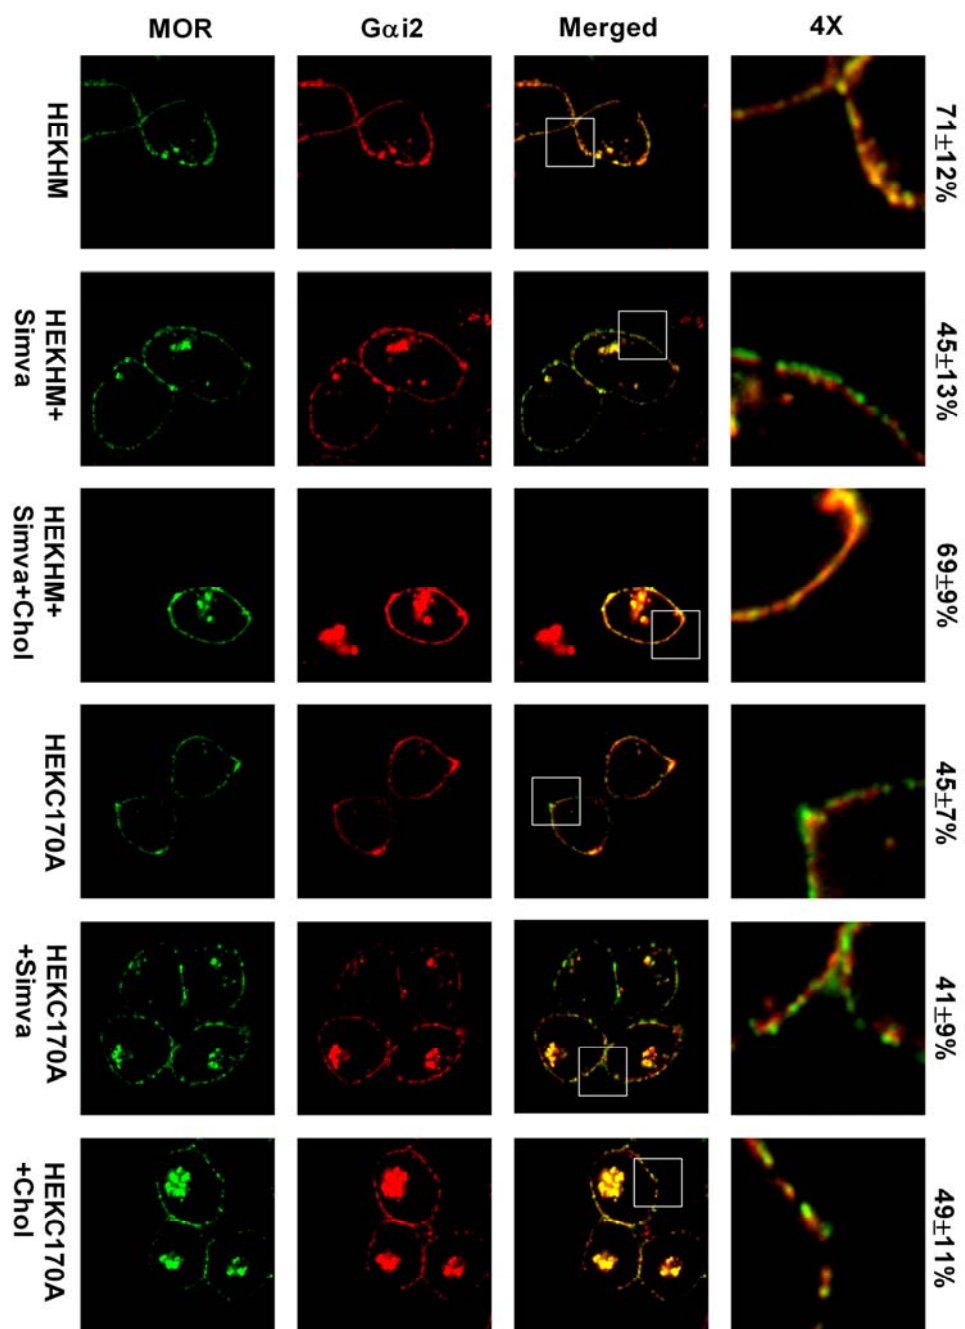 MOR Gαi2 Merged 4X
HEKHM
71±12%
HEKHM+
Simva
45±13%
HEKHM+
Simva+Chol
69±9%
HEKC170A
45±7%
HEKC170A
+Simva
41±9%
HEKC170A
+Chol
49±11%